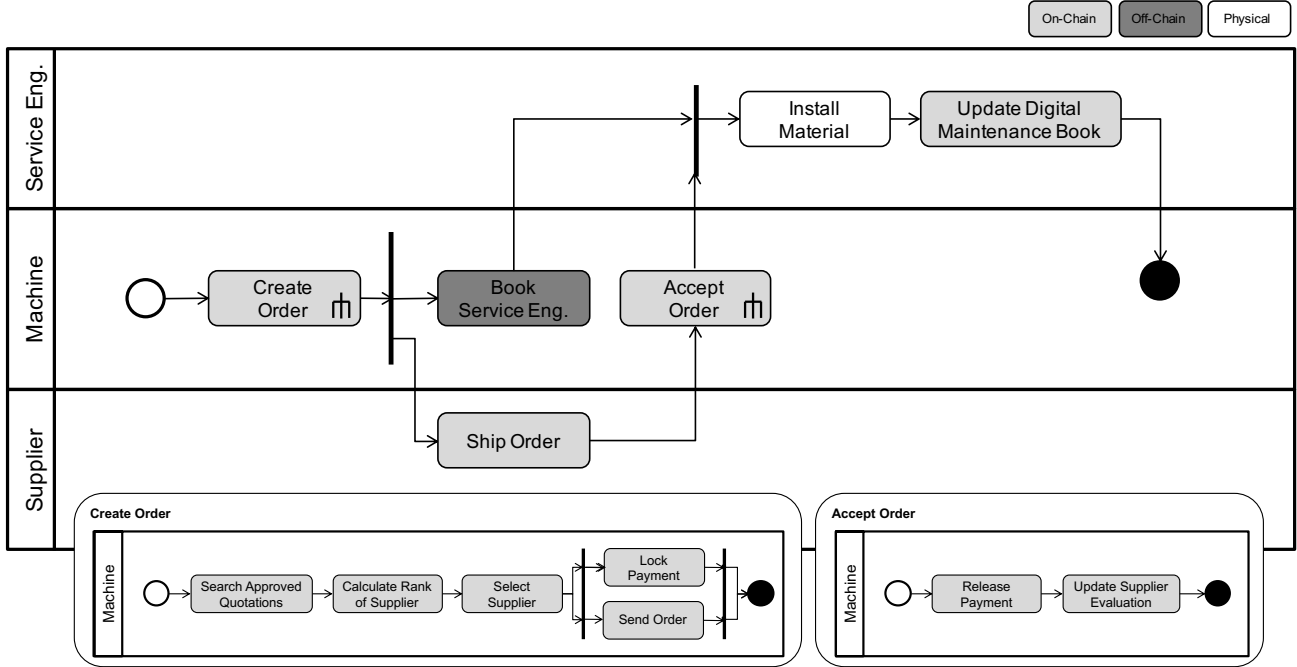 On-Chain
Off-Chain
Physical
Service Eng.
Install
Material
Update Digital
Maintenance Book
Machine
Create
Order
Book
Service Eng.
Accept
Order
Supplier
Ship Order
Create Order
Machine
Search Approved
Quotations
Calculate Rank
of Supplier
Select
Supplier
Lock
Payment
Send Order
Accept Order
Machine
Release
Payment
Update Supplier
Evaluation